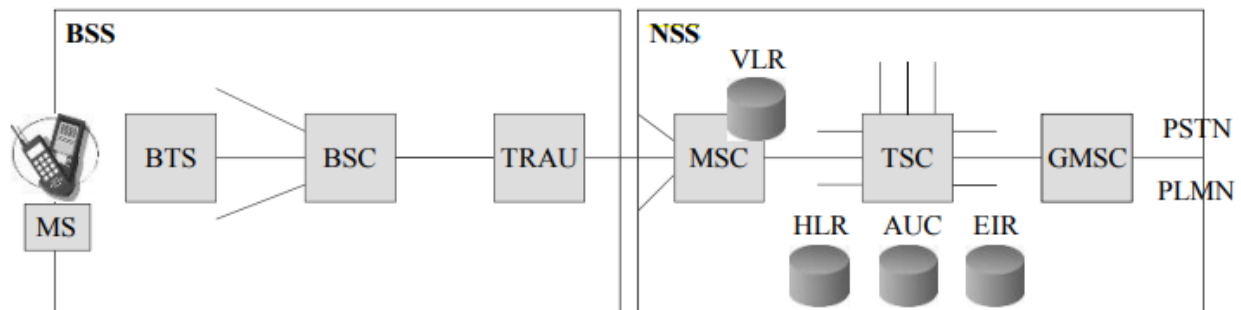 BSS
NSS
VLR
BTS
BSC
TRAU
MSC
TSC
GMSC
PSTN
PLMN
MS
HLR
AUC
EIR